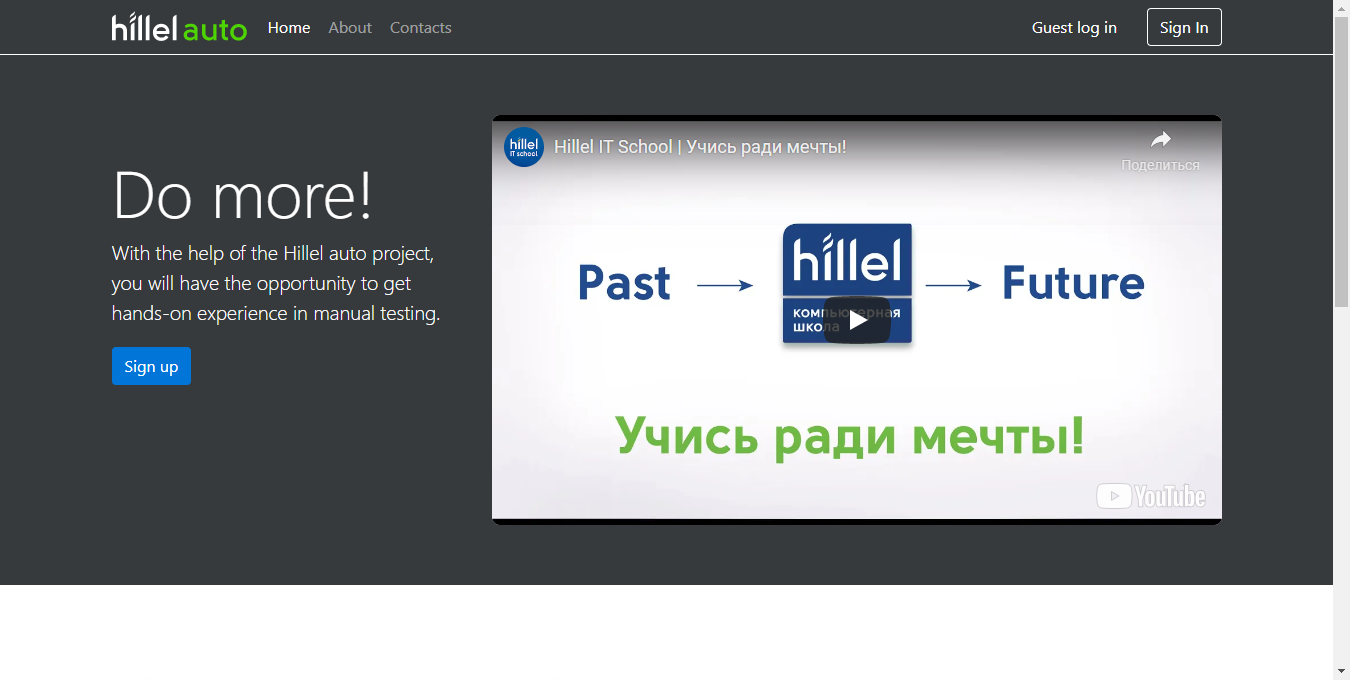 hillel auto
Home
About
Contacts
Guest log in
Sign In
Do more!
With the help of the Hillel auto project,
you will have the opportunity to get
hands-on experience in manual testing.
Sign up
hillel
IT school
Hillel IT School | Учись ради мечты!
Поделиться
Past
hillel
компьютерная
школа
Future
Учись ради мечты!
YouTube